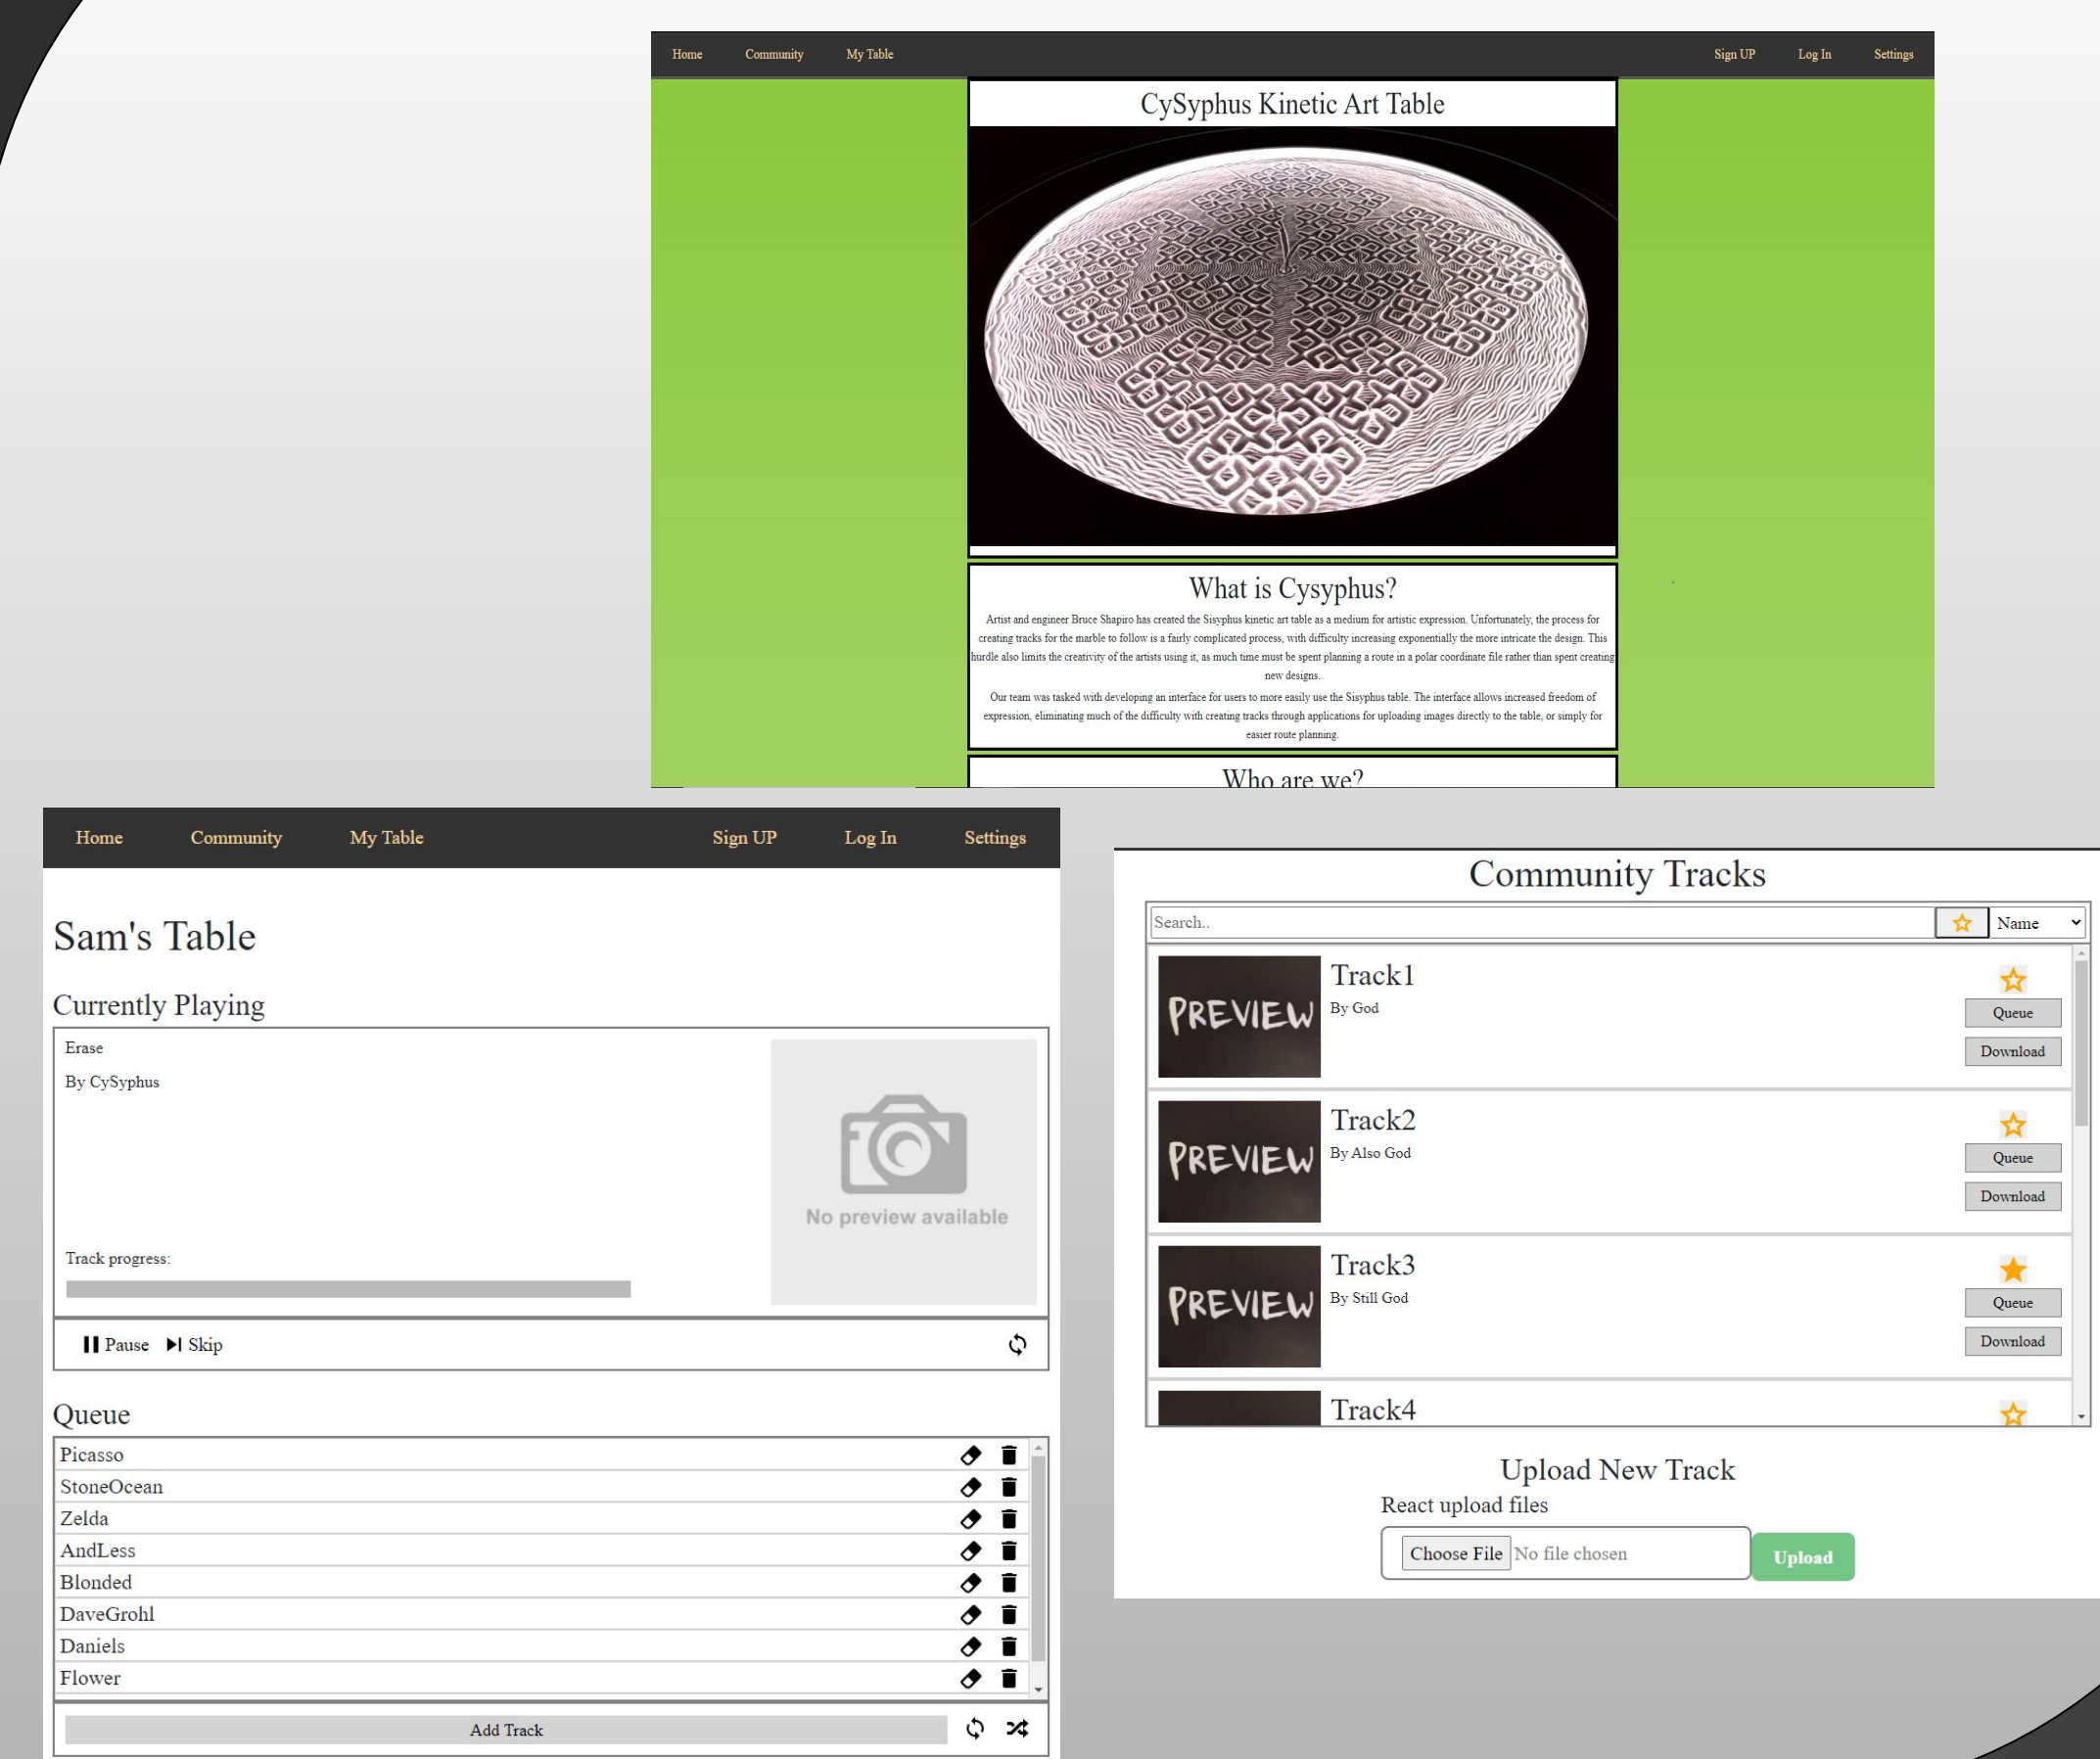 Home Community My Table Sign UP Log In Settings
CySyphus Kinetic Art Table
What is Cysyphus?
Artist and engineer Bruce Shapiro has created the Sisyphus kinetic art table as a medium for artistic expression. Unfortunately, the process for
creating tracks for the marble to follow is a fairly complicated process, with difficulty increasing exponentially the more intricate the design. This
hurdle also limits the creativity of the artists using it, as much time must be spent planning a route in a polar coordinate file rather than spent creating
new designs.
Our team was tasked with developing an interface for users to more easily use the Sisyphus table. The interface allows increased freedom of
expression, eliminating much of the difficulty with creating tracks through applications for uploading images directly to the table, or simply for
easier route planning.
Who are we?
Home Community My Table Sign UP Log In Settings
Sam's Table
Currently Playing
Erase
By CySyphus
No preview available
Track progress:
Pause Skip
Queue
Picasso
StoneOcean
Zelda
AndLess
Blonded
DaveGrohl
Daniels
Flower
Add Track
Community Tracks
Search.. Name
PREVIEW
Track1
By God
Queue
Download
PREVIEW
Track2
By Also God
Queue
Download
PREVIEW
Track3
By Still God
Queue
Download
Track4
Upload New Track
React upload files
Choose File No file chosen
Upload